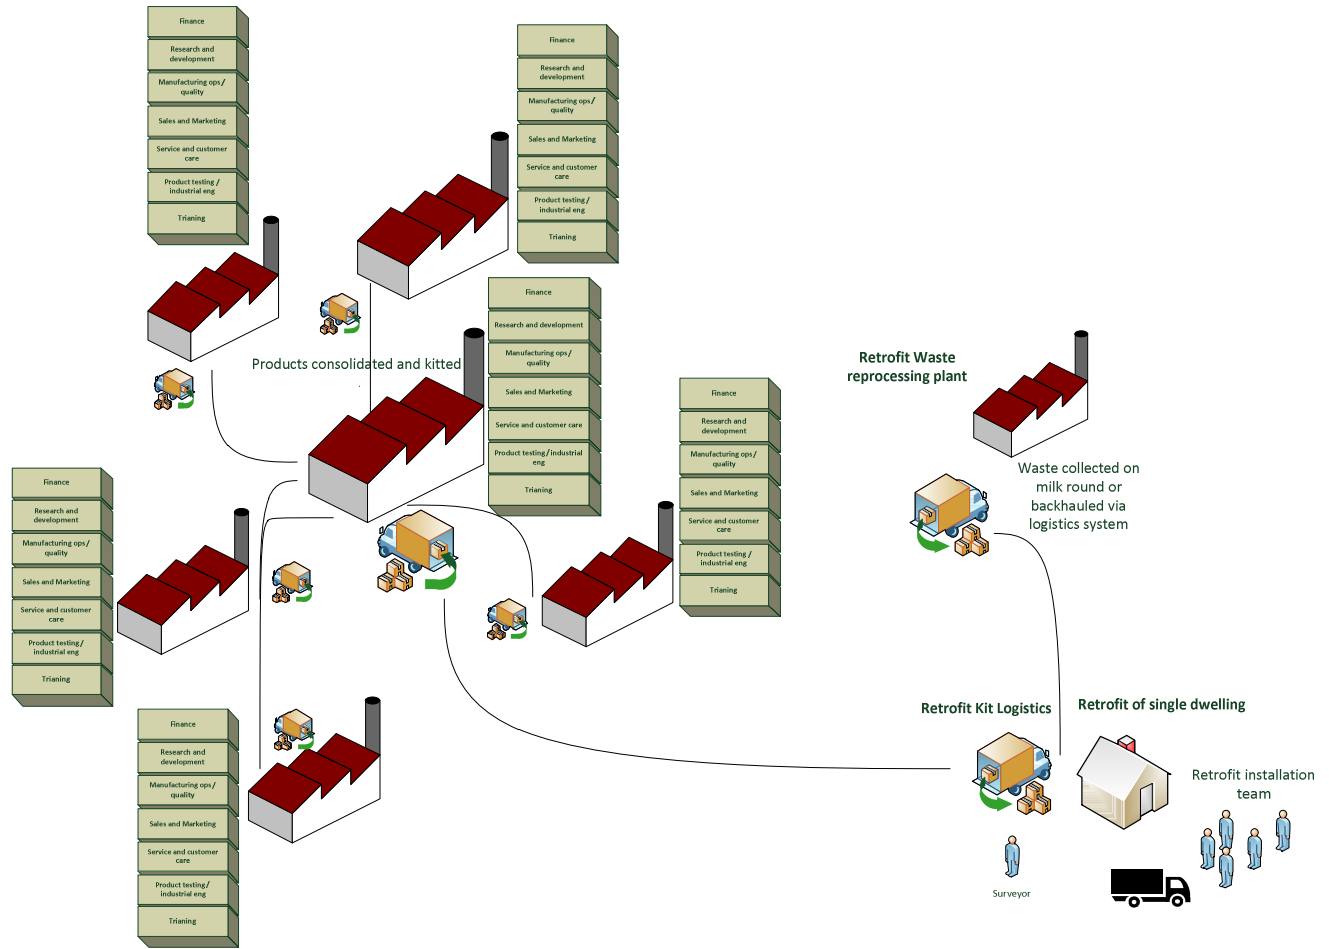 Finance
Research and
development
Manufacturing ops/
quality
Sales and Marketing
Service and customer
care
Product testing /
industrial eng
Trianing
Finance
Research and
development
Manufacturing ops/
quality
Sales and Marketing
Service and customer
care
Product testing /
industrial eng
Trianing
Products consolidated and kitted
.
Finance
Research and development
Manufacturing ops/
quality
Sales and Marketing
Service and customer care
Product testing /industrial
eng
Trianing
Finance
Research and
development
Manufacturing ops/
quality
Sales and Marketing
Service and customer
care
Product testing /
industrial eng
Trianing
Finance
Research and
development
Manufacturing ops/
quality
Sales and Marketing
Service and customer
care
Product testing /
industrial eng
Trianing
Finance
Research and
development
Manufacturing ops/
quality
Sales and Marketing
Service and customer
care
Product testing /
industrial eng
Trianing
Retrofit Waste
reprocessing plant
Waste collected on
milk round or
backhauled via
logistics system
Retrofit Kit Logistics
Retrofit of single dwelling
Retrofit installation
team
Surveyor